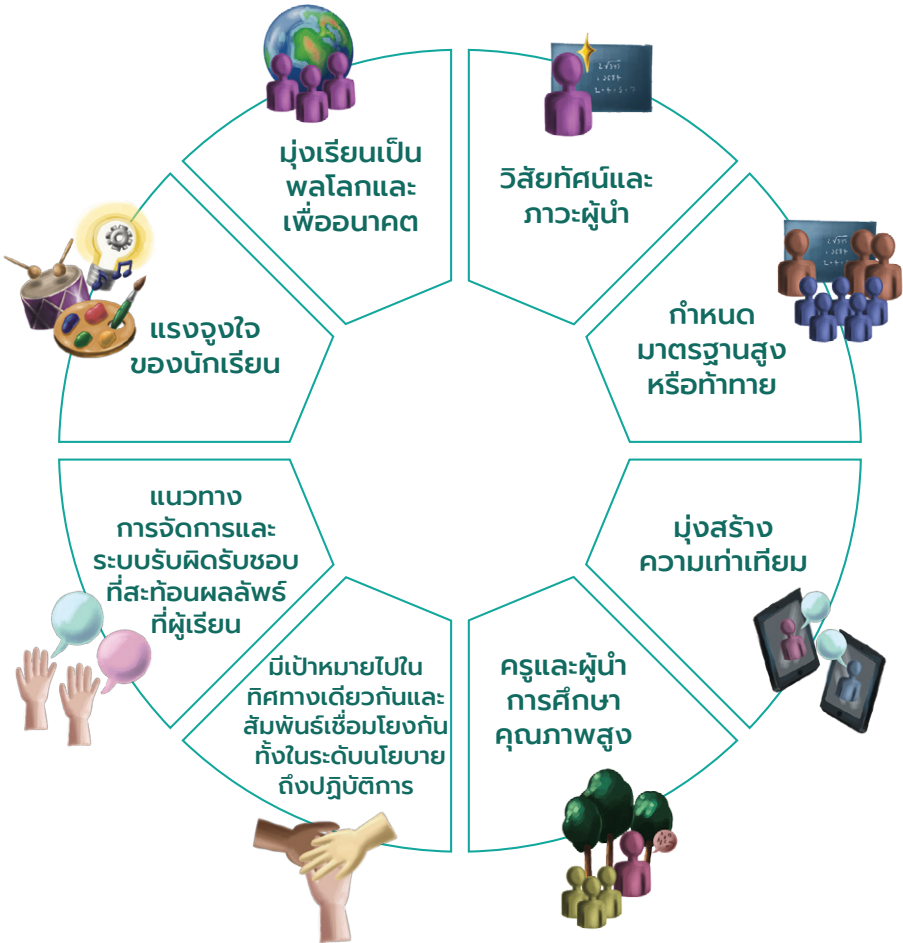 มุ่งเรียนเป็น
พลโลกและ
เพื่ออนาคต
วิสัยทัศน์และ
ภาวะผู้นำ
กำหนด
มาตรฐานสูง
หรือท้าทาย
มุ่งสร้าง
ความเท่าเทียม
ครูและผู้นำ
การศึกษา
คุณภาพสูง
มีเป้าหมายไปใน
ทิศทางเดียวกันและ
สัมพันธ์เชื่อมโยงกัน
ทั้งในระดับนโยบาย
ถึงปฏิบัติการ
แนวทาง
การจัดการและ
ระบบรับผิดรับชอบ
ที่สะท้อนผลลัพธ์
ที่ผู้เรียน
แรงจูงใจ
ของนักเรียน